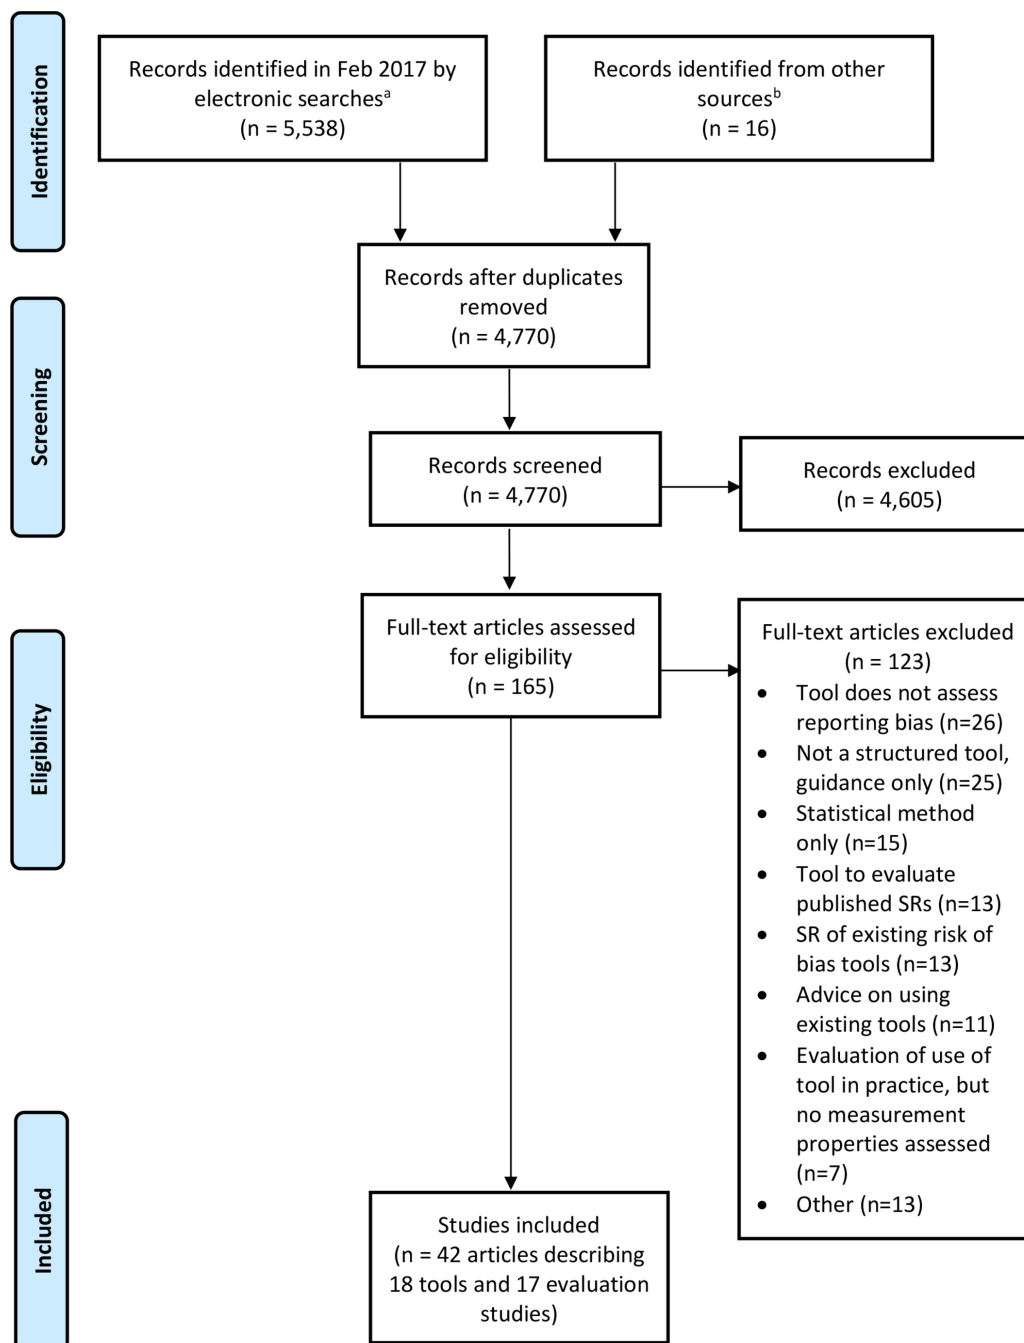 Identification
Records identified in Feb 2017 by
electronic searchesᵃ
(n = 5,538)
Records identified from other
sourcesᵇ
(n = 16)
Records after duplicates
removed
(n = 4,770)
Screening
Records screened
(n = 4,770)
Records excluded
(n = 4,605)
Eligibility
Full-text articles assessed
for eligibility
(n = 165)
Full-text articles excluded
(n = 123)
• Tool does not assess
reporting bias (n=26)
• Not a structured tool,
guidance only (n=25)
• Statistical method
only (n=15)
• Tool to evaluate
published SRs (n=13)
• SR of existing risk of
bias tools (n=13)
• Advice on using
existing tools (n=11)
• Evaluation of use of
tool in practice, but
no measurement
properties assessed
(n=7)
• Other (n=13)
Included
Studies included
(n = 42 articles describing
18 tools and 17 evaluation
studies)